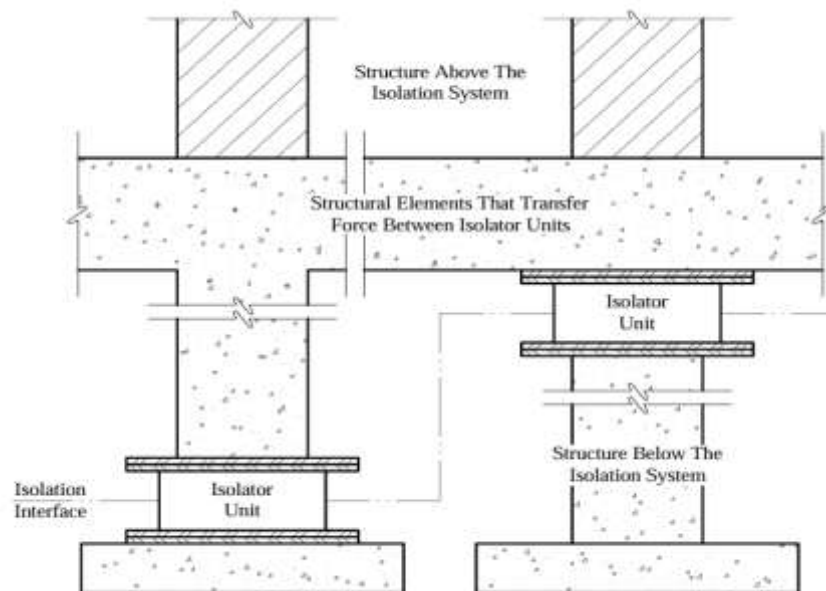 Structure Above The
Isolation System
Structural Elements That Transfer
Force Between Isolator Units
Isolator
Unit
Structure Below The
Isolation System
Isolation
Interface
Isolator
Unit